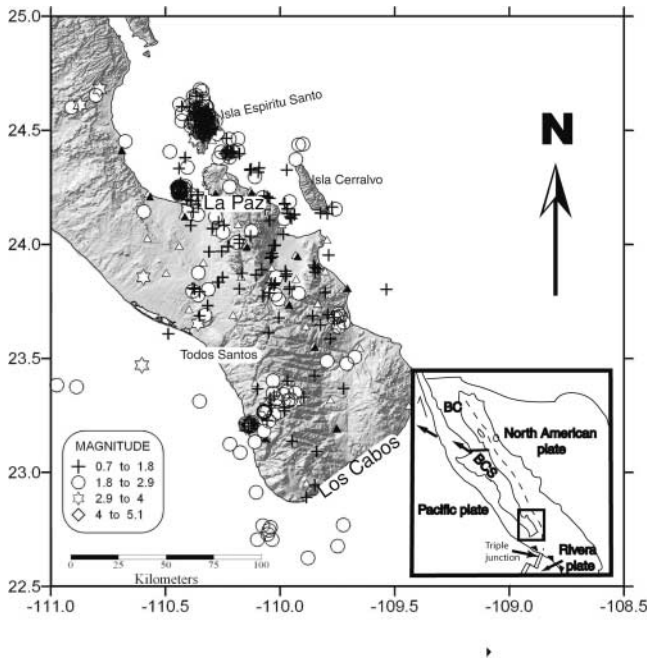 25.0
24.5
24.0
23.5
23.0
22.5
-111.0
-110.5
-110.0
-109.5
-109.0
-108.5
Isla Espiritu Santo
Isla Cerralvo
La Paz
Todos Santos
Los Cabos
N
MAGNITUDE
0.7 to 1.8
1.8 to 2.9
2.9 to 4
4 to 5.1
0 25 50 75 100
Kilometers
BC
BCS
North American
plate
Pacific plate
Triple
junction
Rivera
plate